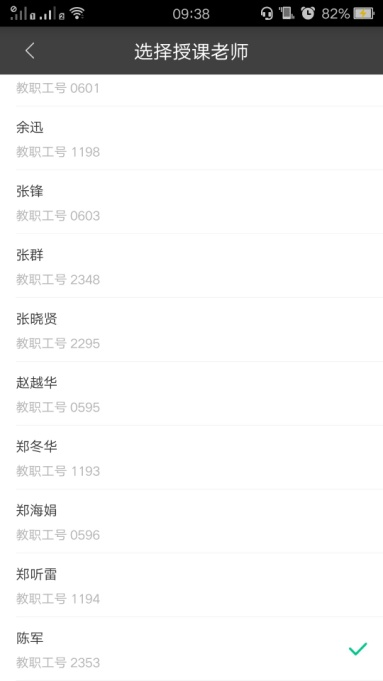 09:38
82%
选择授课老师
教职工号 0601
余迅
教职工号 1198
张锋
教职工号 0603
张群
教职工号 2348
张晓贤
教职工号 2295
赵越华
教职工号 0595
郑冬华
教职工号 1193
郑海娟
教职工号 0596
郑听雷
教职工号 1194
陈军
教职工号 2353